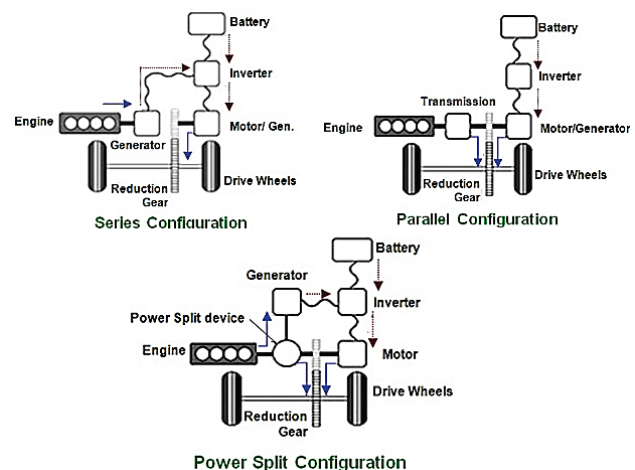 Battery
Inverter
Engine
Generator
Motor/ Gen.
Reduction
Gear
Drive Wheels
Series Configuration
Battery
Inverter
Transmission
Engine
Motor/Generator
Reduction
Gear
Drive Wheels
Parallel Configuration
Battery
Generator
Inverter
Power Split device
Engine
Motor
Reduction
Gear
Drive Wheels
Power Split Configuration